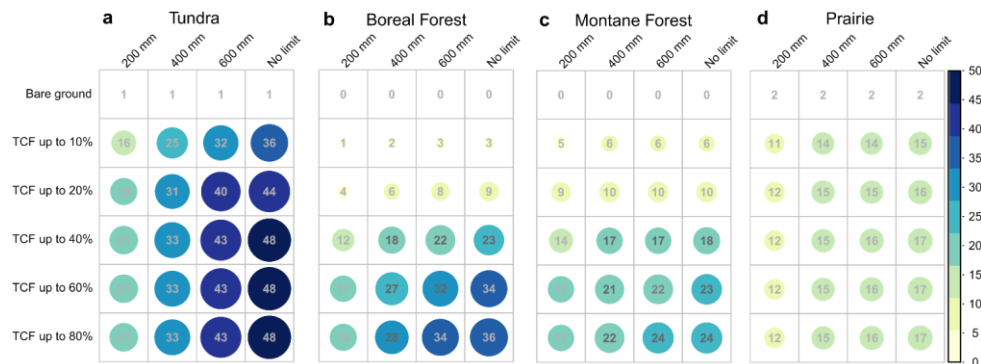 a Tundra b Boreal Forest c Montane Forest d Prairie
200 mm 400 mm 600 mm No limit 200 mm 400 mm 600 mm No limit 200 mm 400 mm 600 mm No limit 200 mm 400 mm 600 mm No limit
Bare ground 1 1 1 1 0 0 0 0 0 0 0 0 2 2 2 2
TCF up to 10% 16 25 32 36 1 2 3 3 5 6 6 6 11 14 14 15
TCF up to 20% 31 40 44 4 6 8 9 9 10 10 10 12 15 15 16
TCF up to 40% 33 43 48 12 18 22 23 14 17 17 18 12 15 16 17
TCF up to 60% 33 43 48 27 32 34 21 22 23 12 15 16 17
TCF up to 80% 33 43 48 34 36 22 24 24 12 15 16 17
50
45
40
35
30
25
20
15
10
5
0